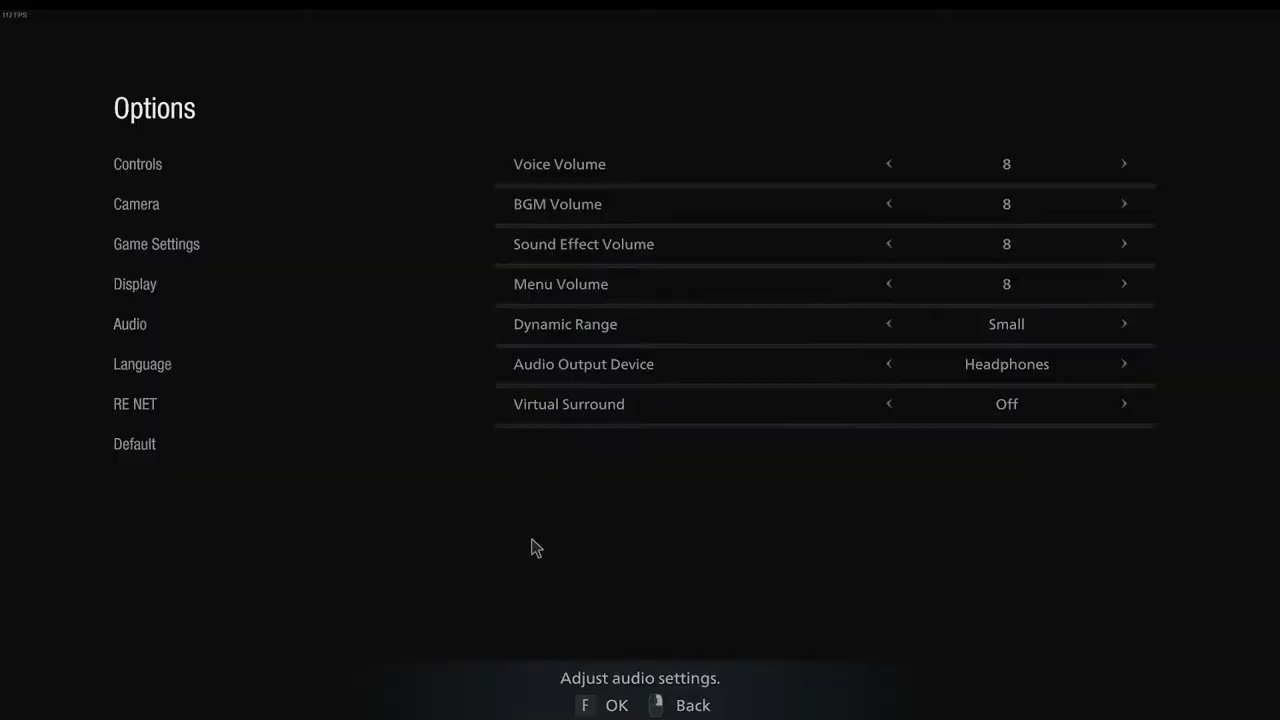 112 FPS
Options
Controls
Camera
Game Settings
Display
Audio
Language
RE NET
Default
Voice Volume 8
BGM Volume 8
Sound Effect Volume 8
Menu Volume 8
Dynamic Range Small
Audio Output Device Headphones
Virtual Surround Off
Adjust audio settings.
F OK Back